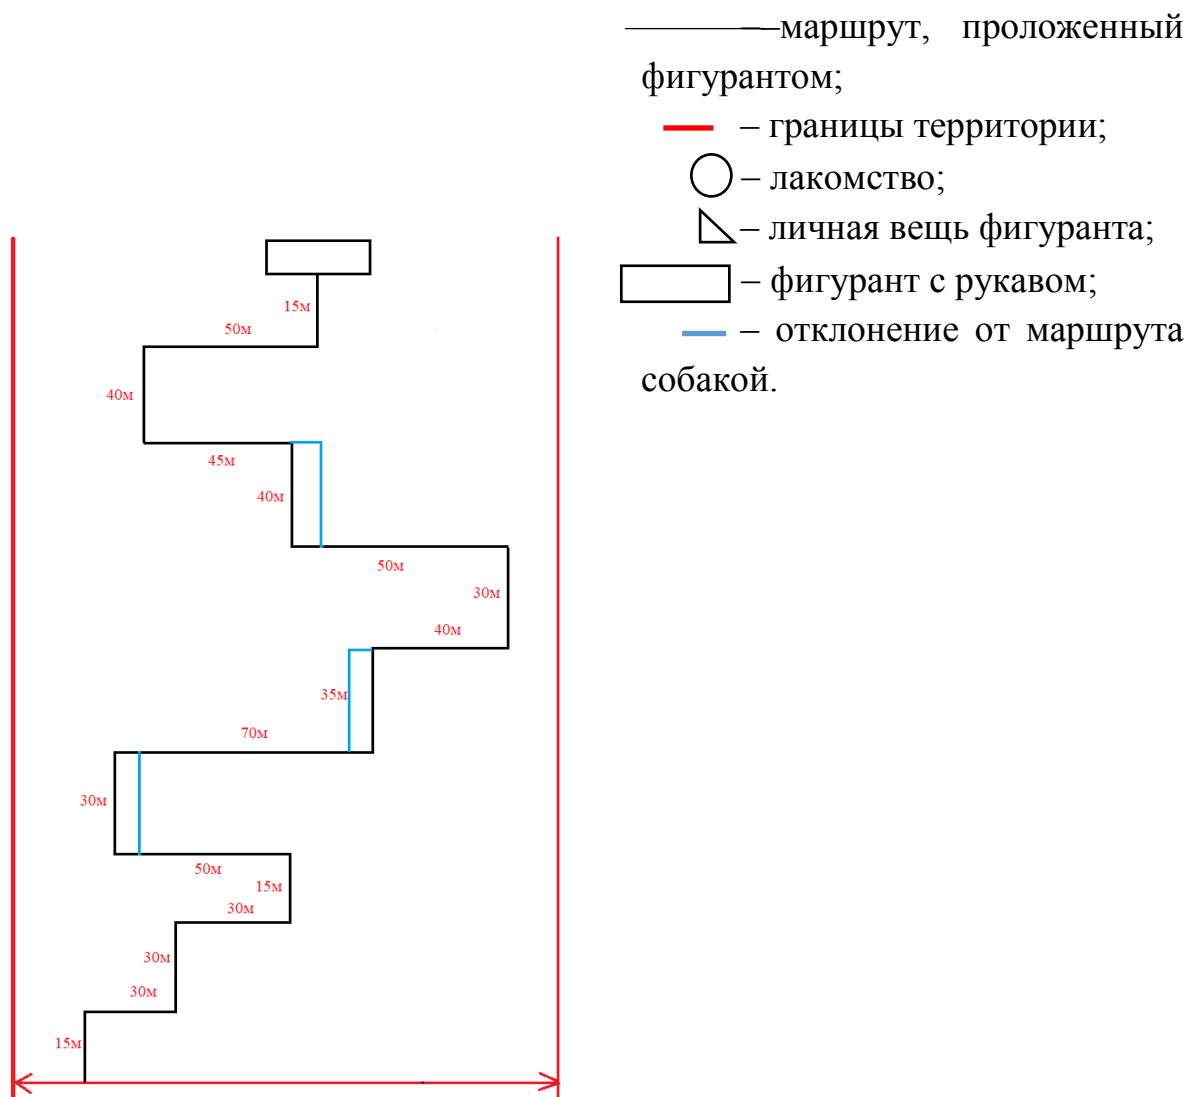 – маршрут, проложенный
фигурантом;
– границы территории;
– лакомство;
– личная вещь фигуранта;
– фигурант с рукавом;
– отклонение от маршрута
собакой.
15м
50м
40м
45м
40м
50м
30м
40м
35м
70м
30м
50м
15м
30м
30м
30м
15м